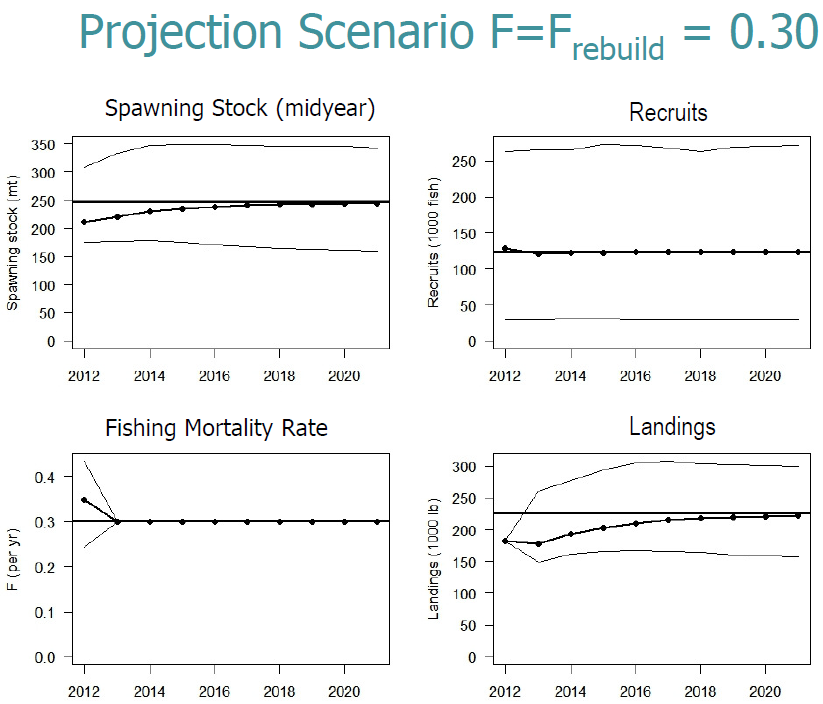 Projection Scenario F=Frebuild = 0.30
Spawning Stock (midyear)
Spawning stock (mt)
350
300
250
200
150
100
50
0
2012 2014 2016 2018 2020
Recruits
Recruits (1000 fish)
250
200
150
100
50
0
2012 2014 2016 2018 2020
Fishing Mortality Rate
F (per yr)
0.4
0.3
0.2
0.1
0.0
2012 2014 2016 2018 2020
Landings
Landings (1000 lb)
300
250
200
150
100
50
0
2012 2014 2016 2018 2020